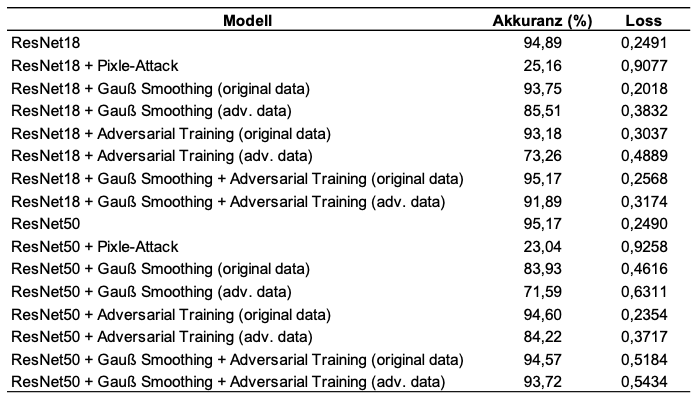 Modell Akkuranz (%) Loss
ResNet18 94,89 0,2491
ResNet18 + Pixle-Attack 25,16 0,9077
ResNet18 + Gauß Smoothing (original data) 93,75 0,2018
ResNet18 + Gauß Smoothing (adv. data) 85,51 0,3832
ResNet18 + Adversarial Training (original data) 93,18 0,3037
ResNet18 + Adversarial Training (adv. data) 73,26 0,4889
ResNet18 + Gauß Smoothing + Adversarial Training (original data) 95,17 0,2568
ResNet18 + Gauß Smoothing + Adversarial Training (adv. data) 91,89 0,3174
ResNet50 95,17 0,2490
ResNet50 + Pixle-Attack 23,04 0,9258
ResNet50 + Gauß Smoothing (original data) 83,93 0,4616
ResNet50 + Gauß Smoothing (adv. data) 71,59 0,6311
ResNet50 + Adversarial Training (original data) 94,60 0,2354
ResNet50 + Adversarial Training (adv. data) 84,22 0,3717
ResNet50 + Gauß Smoothing + Adversarial Training (original data) 94,57 0,5184
ResNet50 + Gauß Smoothing + Adversarial Training (adv. data) 93,72 0,5434